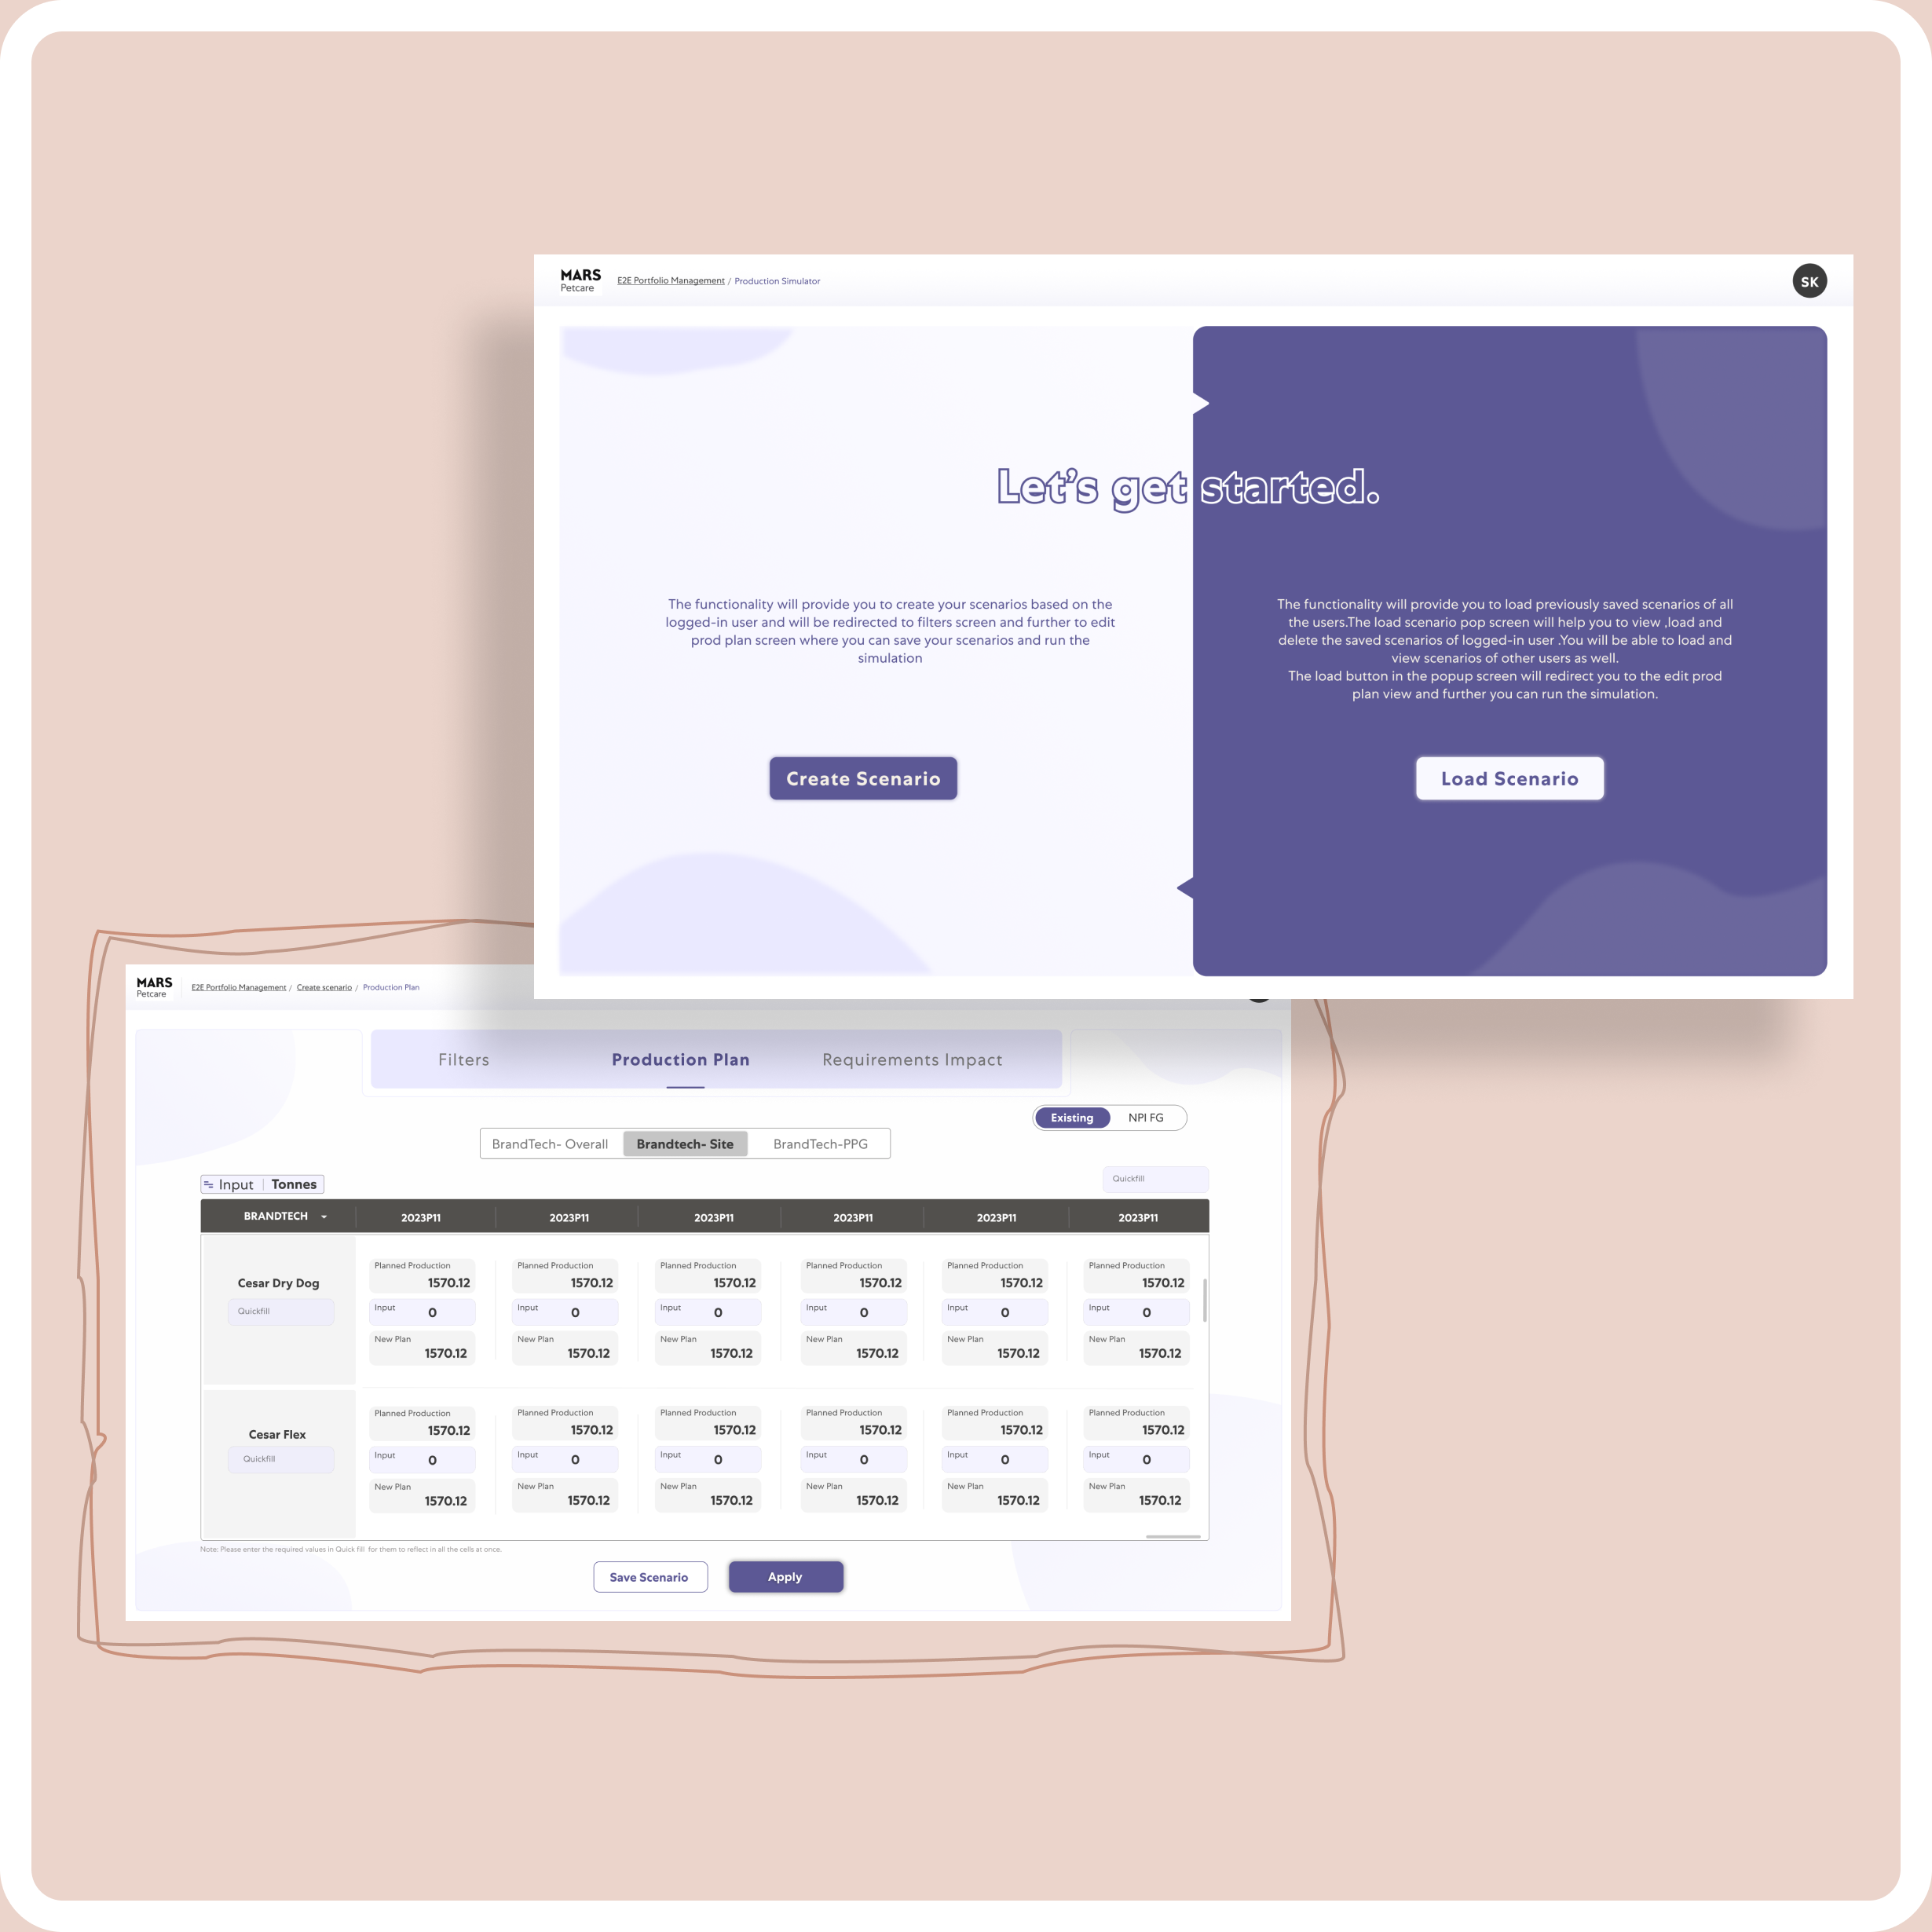 MARS
Petcare
E2E Portfolio Management / Production Simulator
SK
Let's get started.
The functionality will provide you to create your scenarios based on the
logged-in user and will be redirected to filters screen and further to edit
prod plan screen where you can save your scenarios and run the
simulation
Create Scenario
The functionality will provide you to load previously saved scenarios of all
the users.The load scenario pop screen will help you to view ,load and
delete the saved scenarios of logged-in user .You will be able to load and
view scenarios of other users as well.
The load button in the popup screen will redirect you to the edit prod
plan view and further you can run the simulation.
Load Scenario
MARS
Petcare
E2E Portfolio Management / Create scenario / Production Plan
Filters Production Plan Requirements Impact
Existing NPI FG
BrandTech- Overall Brandtech- Site BrandTech-PPG
Input | Tonnes
Quickfill
BRANDTECH 2023P11 2023P11 2023P11 2023P11 2023P11 2023P11
Cesar Dry Dog
Quickfill
Planned Production Planned Production Planned Production Planned Production Planned Production Planned Production
1570.12 1570.12 1570.12 1570.12 1570.12 1570.12
Input 0 Input 0 Input 0 Input 0 Input 0 Input 0
New Plan New Plan New Plan New Plan New Plan New Plan
1570.12 1570.12 1570.12 1570.12 1570.12 1570.12
Cesar Flex
Quickfill
Planned Production Planned Production Planned Production Planned Production Planned Production Planned Production
1570.12 1570.12 1570.12 1570.12 1570.12 1570.12
Input 0 Input 0 Input 0 Input 0 Input 0 Input 0
New Plan New Plan New Plan New Plan New Plan New Plan
1570.12 1570.12 1570.12 1570.12 1570.12 1570.12
Note: Please enter the required values in Quick fill for them to reflect in all the cells at once.
Save Scenario Apply